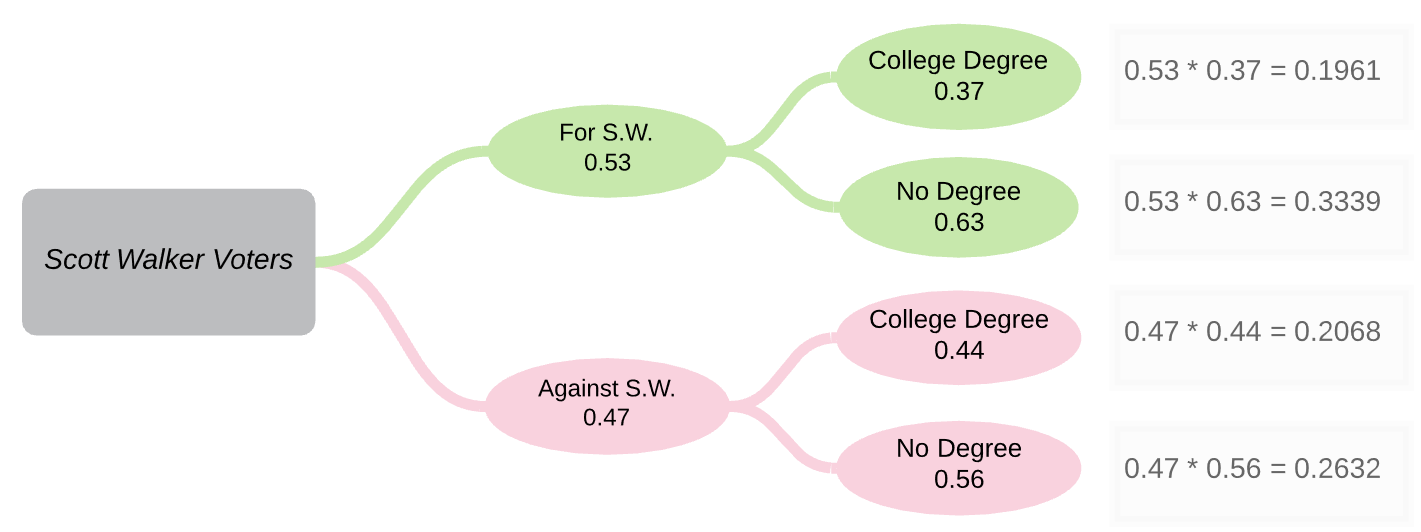 Scott Walker Voters
For S.W.
0.53
College Degree
0.37
0.53 * 0.37 = 0.1961
No Degree
0.63
0.53 * 0.63 = 0.3339
Against S.W.
0.47
College Degree
0.44
0.47 * 0.44 = 0.2068
No Degree
0.56
0.47 * 0.56 = 0.2632